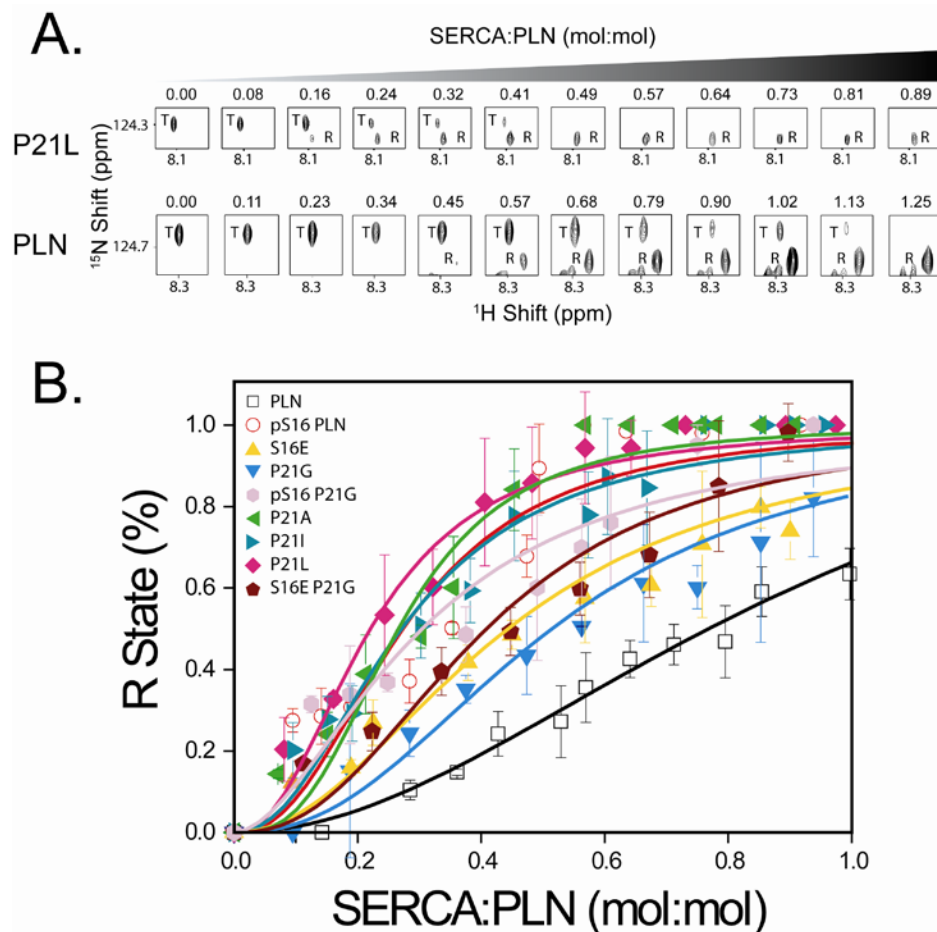 A.
SERCA:PLN (mol:mol)
0.00 0.08 0.16 0.24 0.32 0.41 0.49 0.57 0.64 0.73 0.81 0.89
P21L
124.3
T T T R T R T R T R R R R R R R
8.1 8.1 8.1 8.1 8.1 8.1 8.1 8.1 8.1 8.1 8.1 8.1
0.00 0.11 0.23 0.34 0.45 0.57 0.68 0.79 0.90 1.02 1.13 1.25
PLN
124.7
T T T T T R T R T R T R T R T R T R R
8.3 8.3 8.3 8.3 8.3 8.3 8.3 8.3 8.3 8.3 8.3 8.3
¹⁵N Shift (ppm)
¹H Shift (ppm)
B.
PLN
pS16 PLN
S16E
P21G
pS16 P21G
P21A
P21I
P21L
S16E P21G
R State (%)
1.0
0.8
0.6
0.4
0.2
0.0
0.0 0.2 0.4 0.6 0.8 1.0
SERCA:PLN (mol:mol)